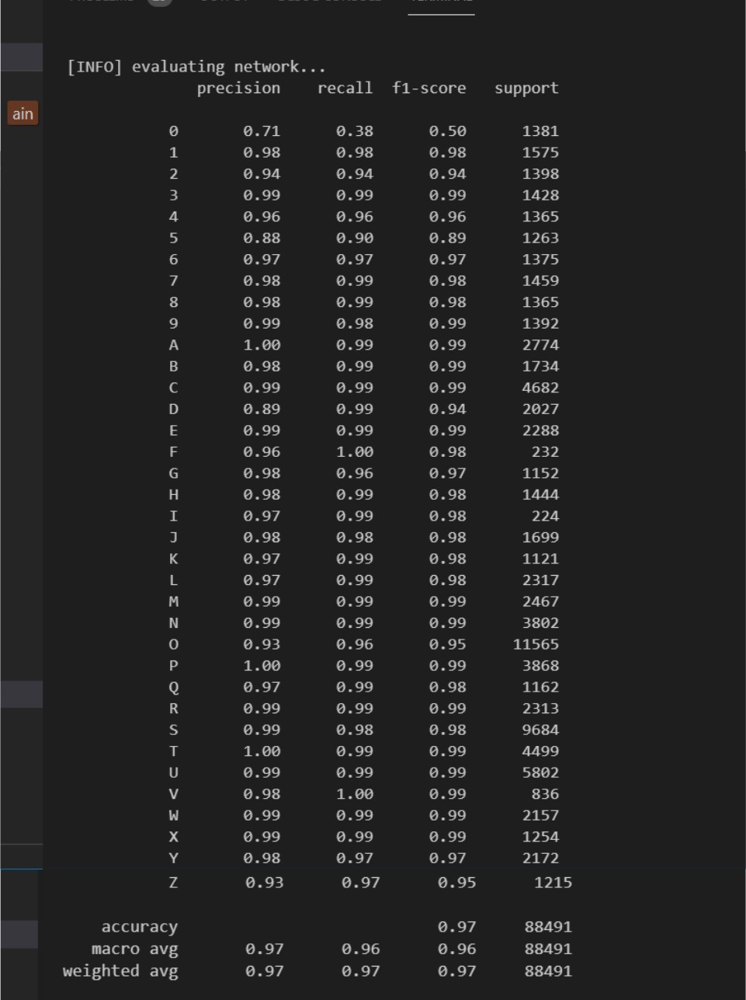 [INFO] evaluating network...
precision recall f1-score support
ain
0 0.71 0.38 0.50 1381
1 0.98 0.98 0.98 1575
2 0.94 0.94 0.94 1398
3 0.99 0.99 0.99 1428
4 0.96 0.96 0.96 1365
5 0.88 0.90 0.89 1263
6 0.97 0.97 0.97 1375
7 0.98 0.99 0.98 1459
8 0.98 0.99 0.98 1365
9 0.99 0.98 0.99 1392
A 1.00 0.99 0.99 2774
B 0.98 0.99 0.99 1734
C 0.99 0.99 0.99 4682
D 0.89 0.99 0.94 2027
E 0.99 0.99 0.99 2288
F 0.96 1.00 0.98 232
G 0.98 0.96 0.97 1152
H 0.98 0.99 0.98 1444
I 0.97 0.99 0.98 224
J 0.98 0.98 0.98 1699
K 0.97 0.99 0.98 1121
L 0.97 0.99 0.98 2317
M 0.99 0.99 0.99 2467
N 0.99 0.99 0.99 3802
O 0.93 0.96 0.95 11565
P 1.00 0.99 0.99 3868
Q 0.97 0.99 0.98 1162
R 0.99 0.99 0.99 2313
S 0.99 0.98 0.98 9684
T 1.00 0.99 0.99 4499
U 0.99 0.99 0.99 5802
V 0.98 1.00 0.99 836
W 0.99 0.99 0.99 2157
X 0.99 0.99 0.99 1254
Y 0.98 0.97 0.97 2172
Z 0.93 0.97 0.95 1215
accuracy 0.97 88491
macro avg 0.97 0.96 0.96 88491
weighted avg 0.97 0.97 0.97 88491